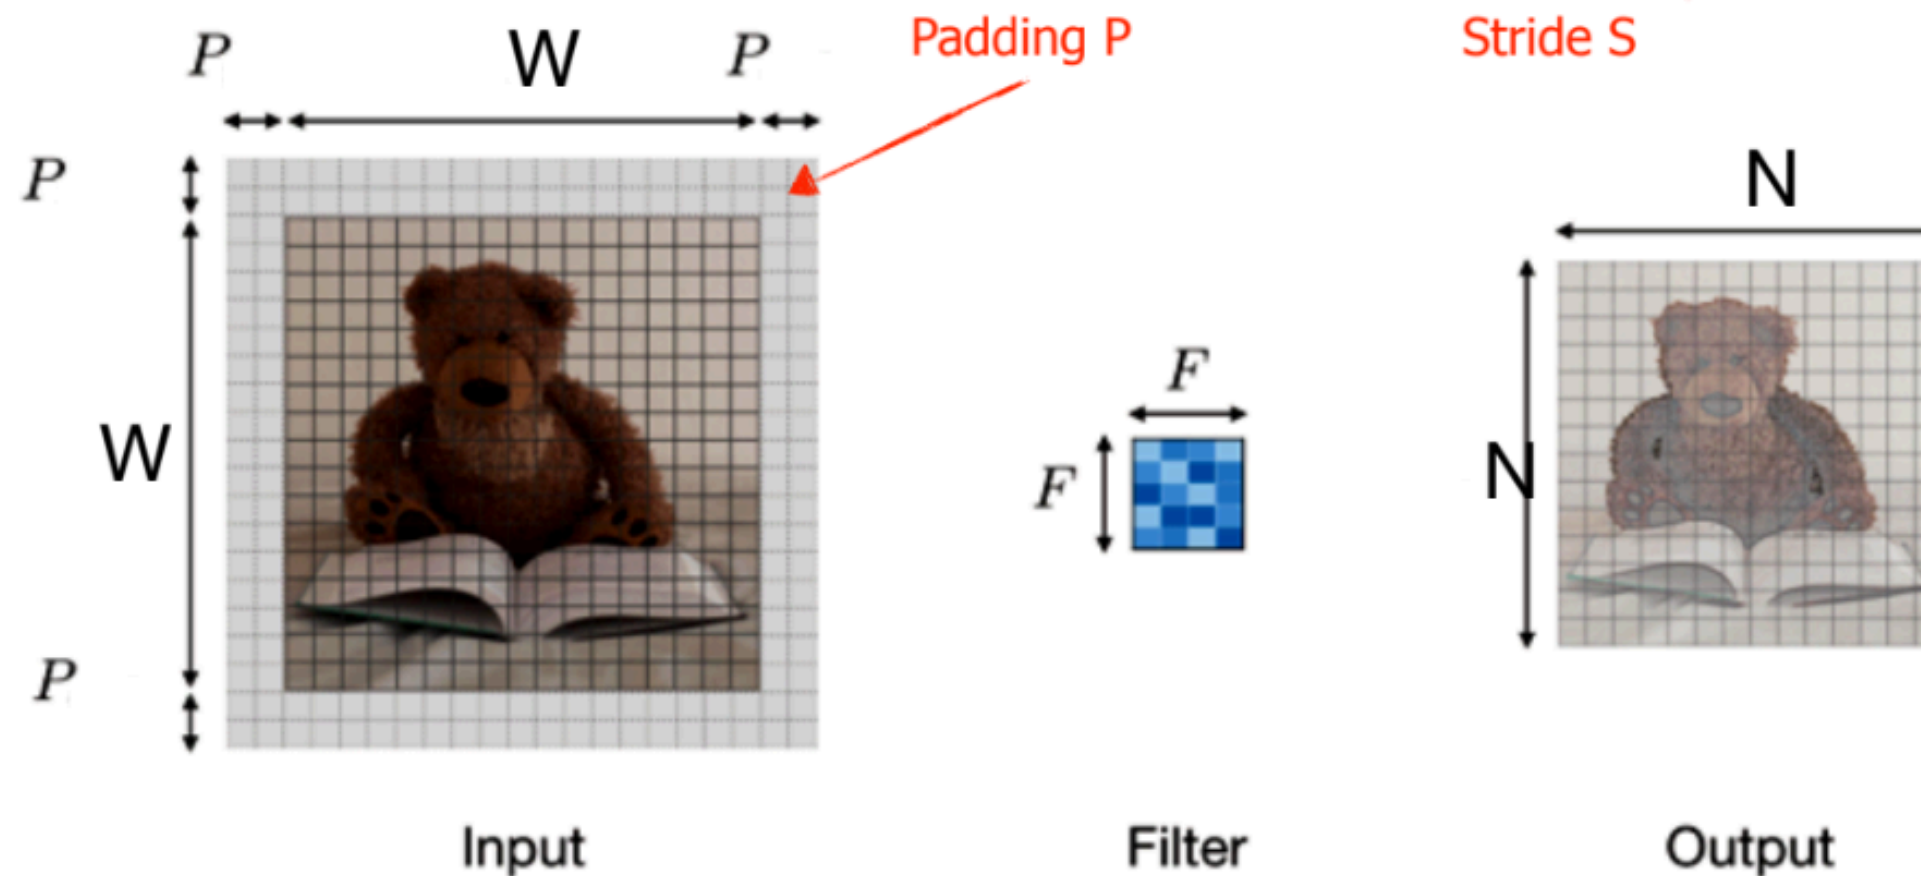 P W P Padding P Stride S
P
N
F
W
F
N
P
Input Filter Output